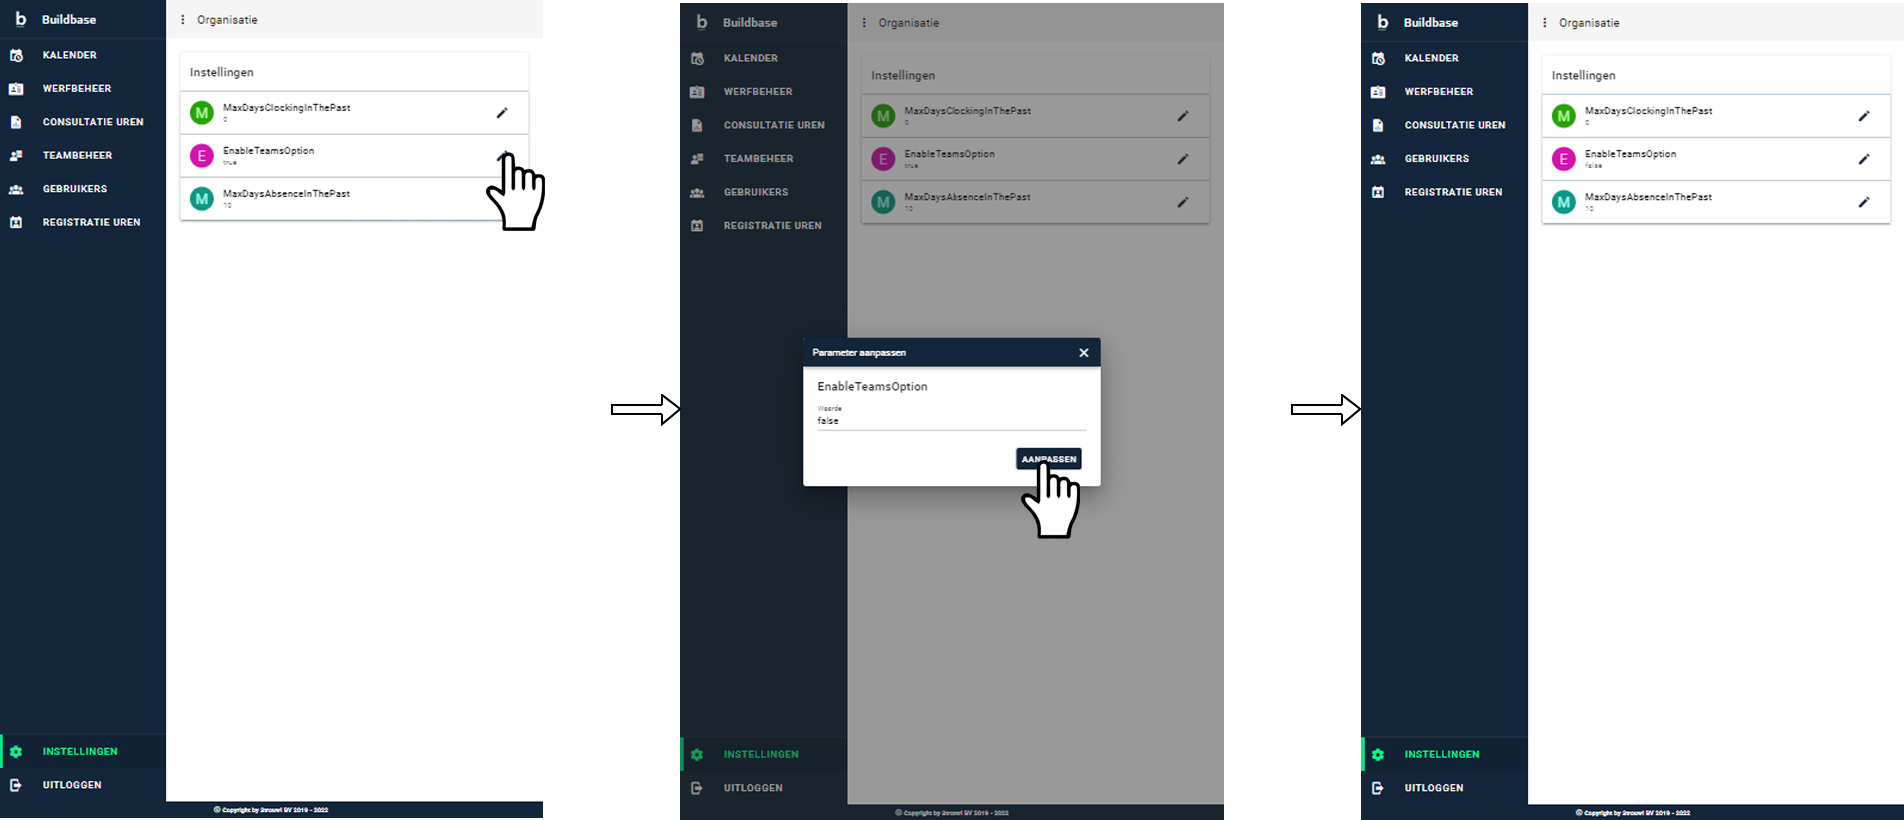 b Buildbase
Organisatie
KALENDER
WERFBEHEER
CONSULTATIE UREN
TEAMBEHEER
GEBRUIKERS
REGISTRATIE UREN
Instellingen
M MaxDaysClockingInThePast
0
E EnableTeamsOption
true
M MaxDaysAbsenceInThePast
10
INSTELLINGEN
UITLOGGEN
© Copyright by Strouwi BV 2019 - 2022
b Buildbase
Organisatie
KALENDER
WERFBEHEER
CONSULTATIE UREN
TEAMBEHEER
GEBRUIKERS
REGISTRATIE UREN
Instellingen
M MaxDaysClockingInThePast
0
E EnableTeamsOption
true
M MaxDaysAbsenceInThePast
10
Parameter aanpassen
EnableTeamsOption
Waarde
false
AANPASSEN
INSTELLINGEN
UITLOGGEN
© Copyright by Strouwi BV 2019 - 2022
b Buildbase
Organisatie
KALENDER
WERFBEHEER
CONSULTATIE UREN
GEBRUIKERS
REGISTRATIE UREN
Instellingen
M MaxDaysClockingInThePast
0
E EnableTeamsOption
false
M MaxDaysAbsenceInThePast
10
INSTELLINGEN
UITLOGGEN
© Copyright by Strouwi BV 2019 - 2022